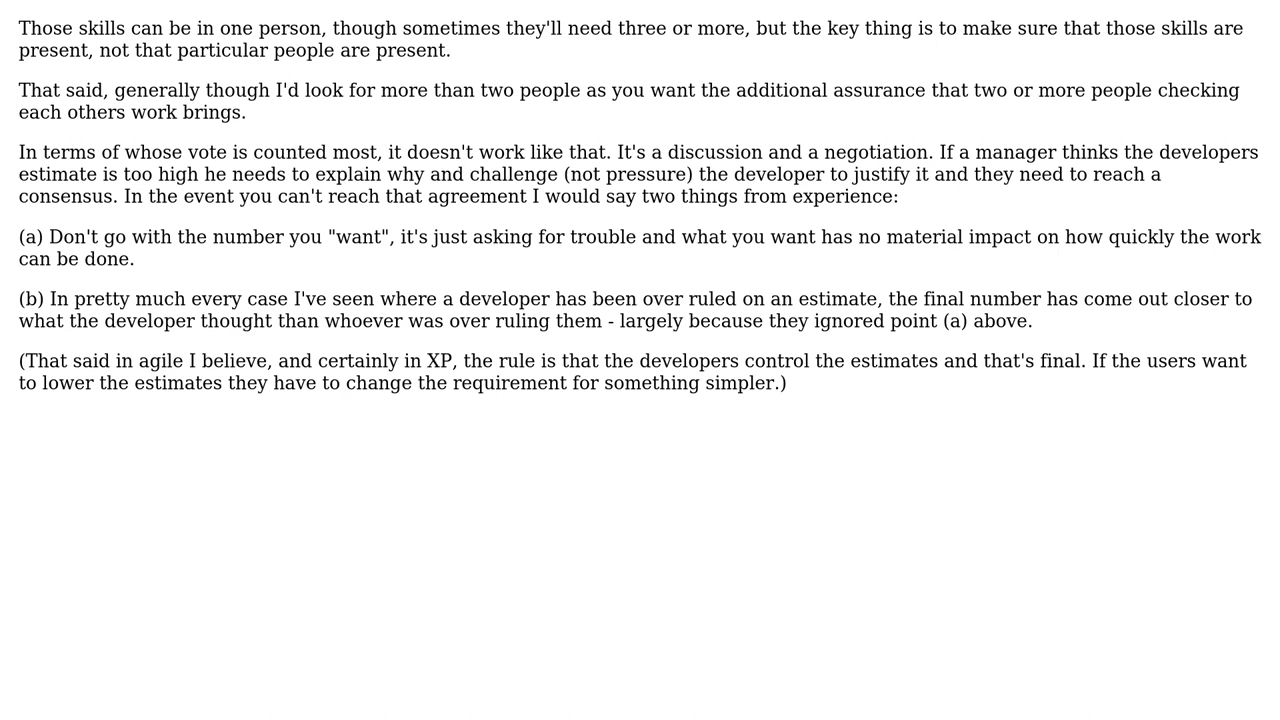 Those skills can be in one person, though sometimes they'll need three or more, but the key thing is to make sure that those skills are
present, not that particular people are present.
That said, generally though I'd look for more than two people as you want the additional assurance that two or more people checking
each others work brings.
In terms of whose vote is counted most, it doesn't work like that. It's a discussion and a negotiation. If a manager thinks the developers
estimate is too high he needs to explain why and challenge (not pressure) the developer to justify it and they need to reach a
consensus. In the event you can't reach that agreement I would say two things from experience:
(a) Don't go with the number you "want", it's just asking for trouble and what you want has no material impact on how quickly the work
can be done.
(b) In pretty much every case I've seen where a developer has been over ruled on an estimate, the final number has come out closer to
what the developer thought than whoever was over ruling them - largely because they ignored point (a) above.
(That said in agile I believe, and certainly in XP, the rule is that the developers control the estimates and that's final. If the users want
to lower the estimates they have to change the requirement for something simpler.)